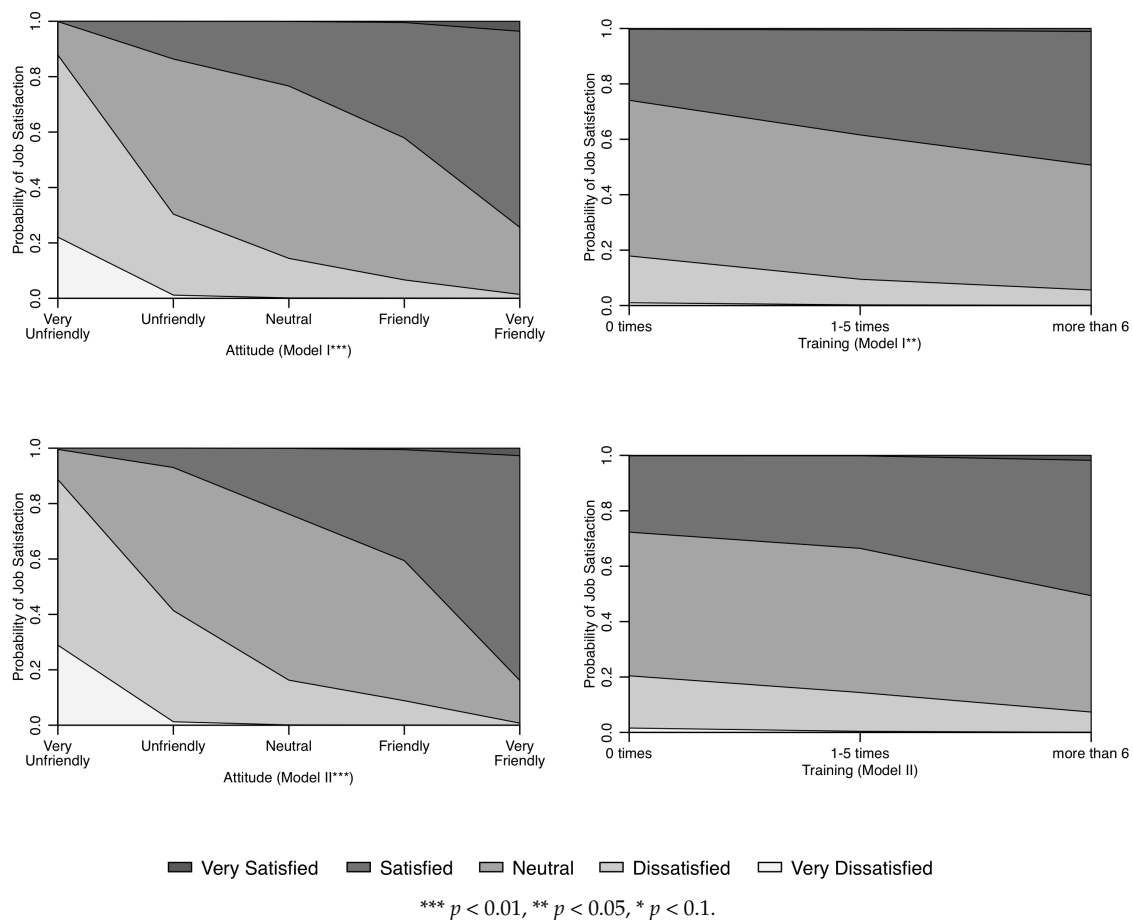 Probability of Job Satisfaction
1.0
0.8
0.6
0.4
0.2
0.0
Very Unfriendly
Unfriendly
Neutral
Friendly
Very Friendly
Attitude (Model I***)
Probability of Job Satisfaction
1.0
0.8
0.6
0.4
0.2
0.0
0 times
1-5 times
more than 6
Training (Model I**)
Probability of Job Satisfaction
1.0
0.8
0.6
0.4
0.2
0.0
Very Unfriendly
Unfriendly
Neutral
Friendly
Very Friendly
Attitude (Model II***)
Probability of Job Satisfaction
1.0
0.8
0.6
0.4
0.2
0.0
0 times
1-5 times
more than 6
Training (Model II)
Very Satisfied Satisfied Neutral Dissatisfied Very Dissatisfied
*** p < 0.01, ** p < 0.05, * p < 0.1.